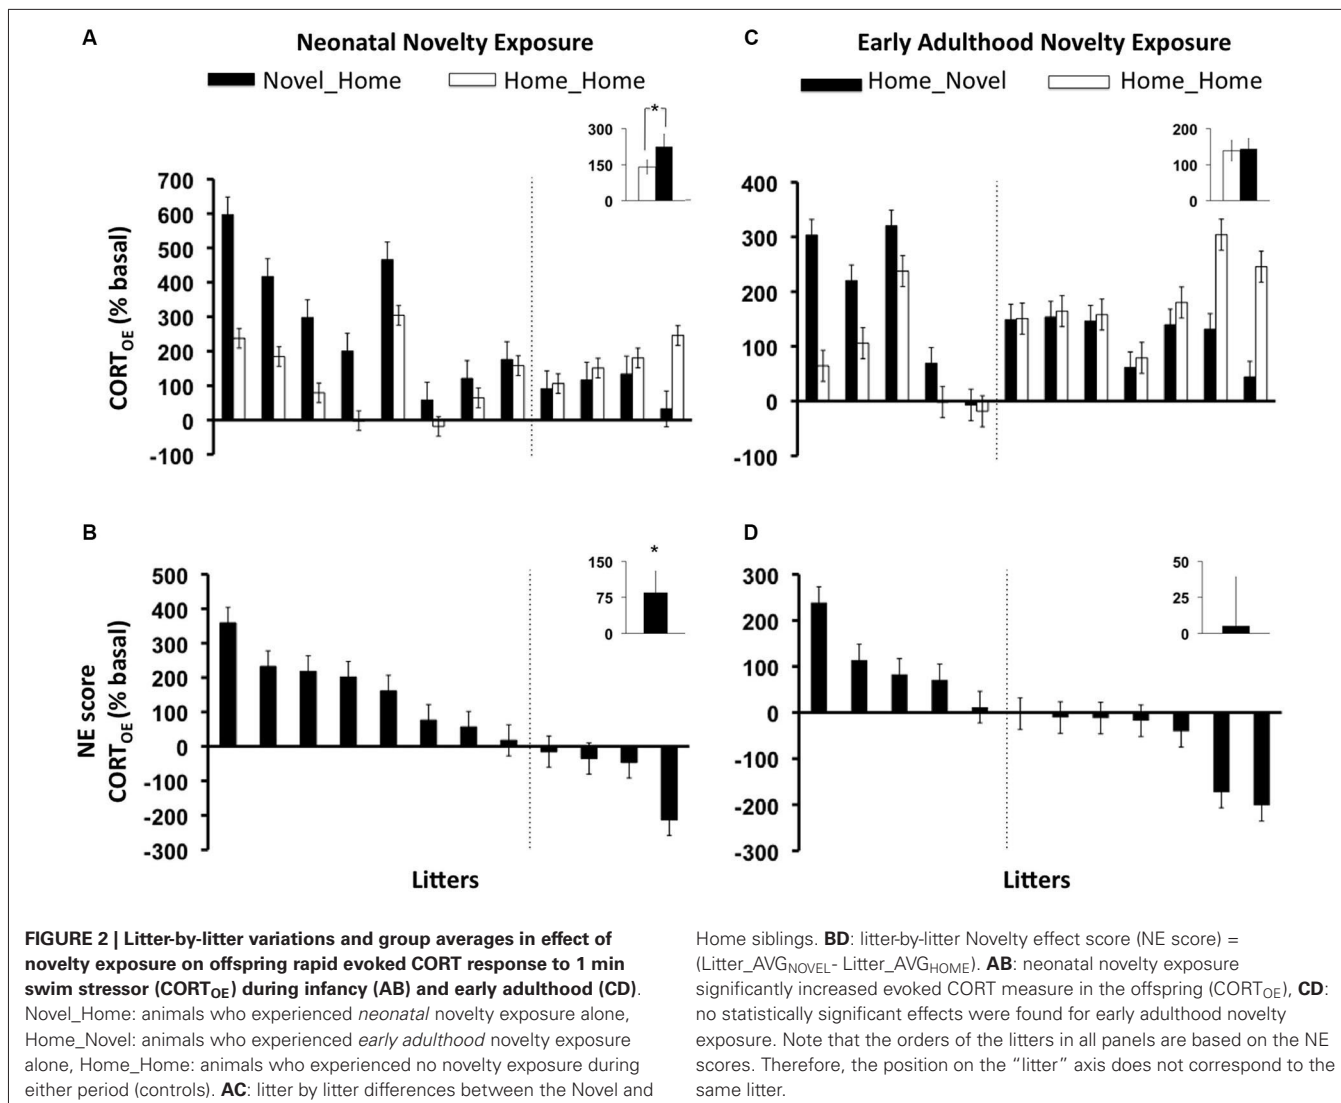 A
Neonatal Novelty Exposure
Novel_Home
Home_Home
*
300
150
0
700
600
500
400
300
200
100
0
-100
CORT_OE (% basal)
B
*
150
75
0
500
400
300
200
100
0
-100
-200
-300
NE score
CORT_OE (% basal)
Litters
C
Early Adulthood Novelty Exposure
Home_Novel
Home_Home
200
100
0
400
300
200
100
0
-100
D
50
25
0
300
200
100
0
-100
-200
-300
Litters
FIGURE 2 | Litter-by-litter variations and group averages in effect of
novelty exposure on offspring rapid evoked CORT response to 1 min
swim stressor (CORT_OE) during infancy (AB) and early adulthood (CD).
Novel_Home: animals who experienced neonatal novelty exposure alone,
Home_Novel: animals who experienced early adulthood novelty exposure
alone, Home_Home: animals who experienced no novelty exposure during
either period (controls). AC: litter by litter differences between the Novel and
Home siblings. BD: litter-by-litter Novelty effect score (NE score) =
(Litter_AVG_NOVEL- Litter_AVG_HOME). AB: neonatal novelty exposure
significantly increased evoked CORT measure in the offspring (CORT_OE), CD:
no statistically significant effects were found for early adulthood novelty
exposure. Note that the orders of the litters in all panels are based on the NE
scores. Therefore, the position on the “litter” axis does not correspond to the
same litter.